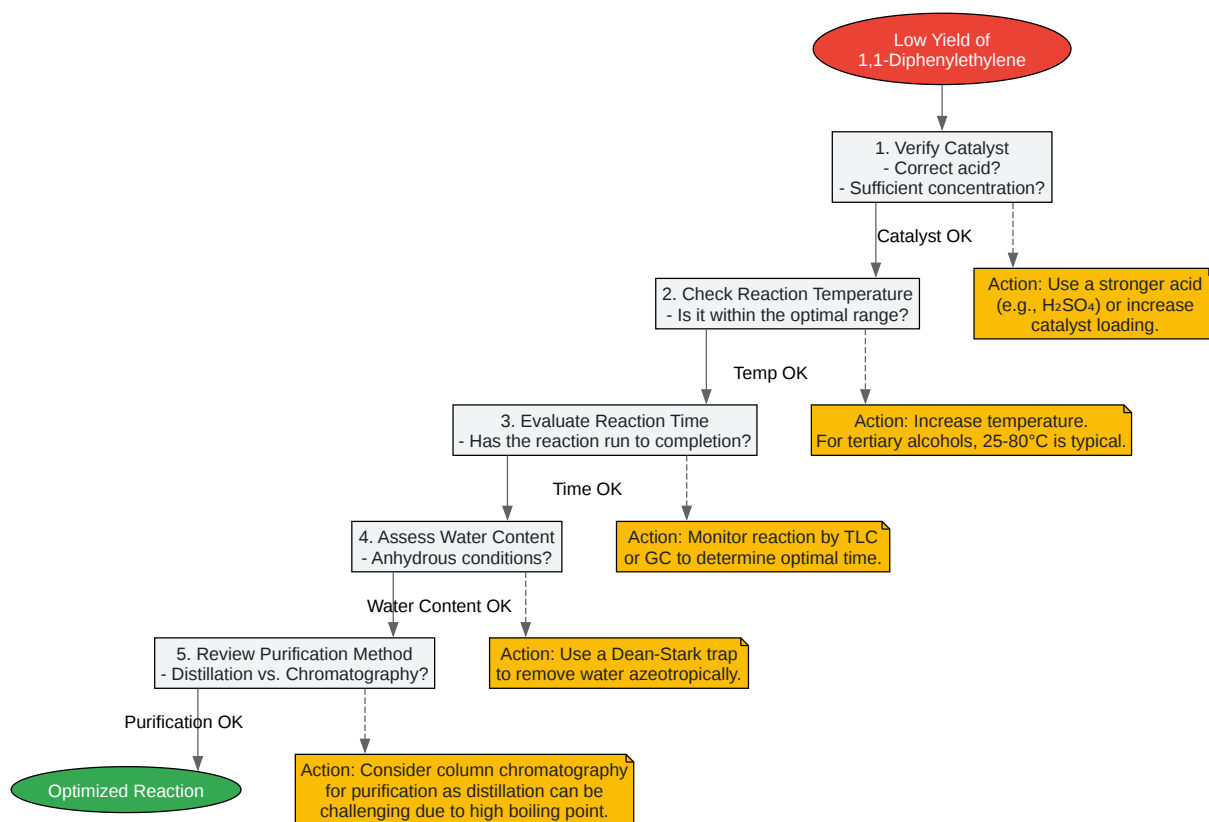 Low Yield of
1,1-Diphenylethylene
1. Verify Catalyst
- Correct acid?
- Sufficient concentration?
Catalyst OK
Action: Use a stronger acid
(e.g., H₂SO₄) or increase
catalyst loading.
2. Check Reaction Temperature
- Is it within the optimal range?
Temp OK
Action: Increase temperature.
For tertiary alcohols, 25-80°C is typical.
3. Evaluate Reaction Time
- Has the reaction run to completion?
Time OK
Action: Monitor reaction by TLC
or GC to determine optimal time.
4. Assess Water Content
- Anhydrous conditions?
Water Content OK
Action: Use a Dean-Stark trap
to remove water azeotropically.
5. Review Purification Method
- Distillation vs. Chromatography?
Purification OK
Action: Consider column chromatography
for purification as distillation can be
challenging due to high boiling point.
Optimized Reaction